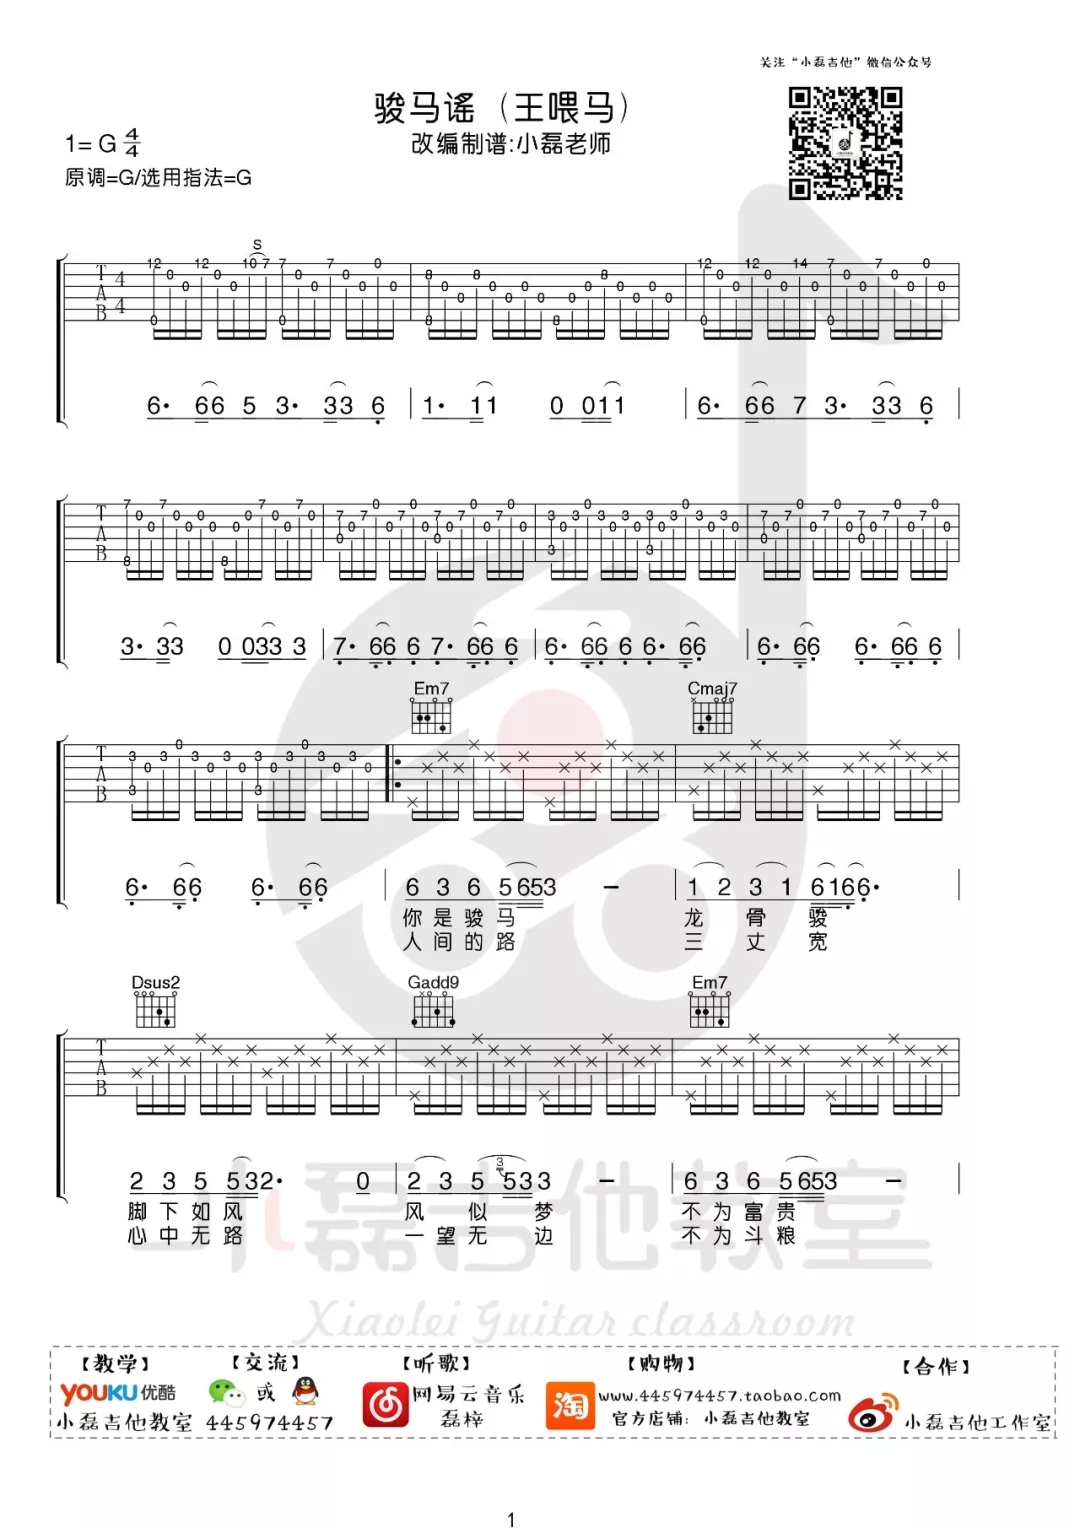 关注“小磊吉他”微信公众号
骏马谣（王喂马）
改编制谱:小磊老师
1= G 4/4
原调=G/选用指法=G
S
T A B 4/4
6· 66 5 3· 33 6 | 1· 11 0 011 | 6· 66 7 3· 33 6
3· 33 0 033 3 | 7· 66 6 7· 66 6 | 6· 66 6 6· 66 | 6· 66 6· 66 6
Em7 Cmaj7
6· 66 6· 66 | 6 3 6 5653 – | 1 2 3 1 6166·
你是骏马 龙骨骏
人间的路 三丈宽
Dsus2 Gadd9 Em7
2 3 5 532· 0 | 2 3 5 533 – | 6 3 6 5653 –
脚下如风 风似梦 不为富贵
心中无路 一望无边 不为斗粮
小磊吉他教室
Xiaolei Guitar classroom
【教学】 【交流】 【听歌】 【购物】 【合作】
YOUKU优酷 或 网易云音乐 淘 www.445974457.taobao.com
小磊吉他教室 445974457 磊梓 官方店铺：小磊吉他教室 小磊吉他工作室
1